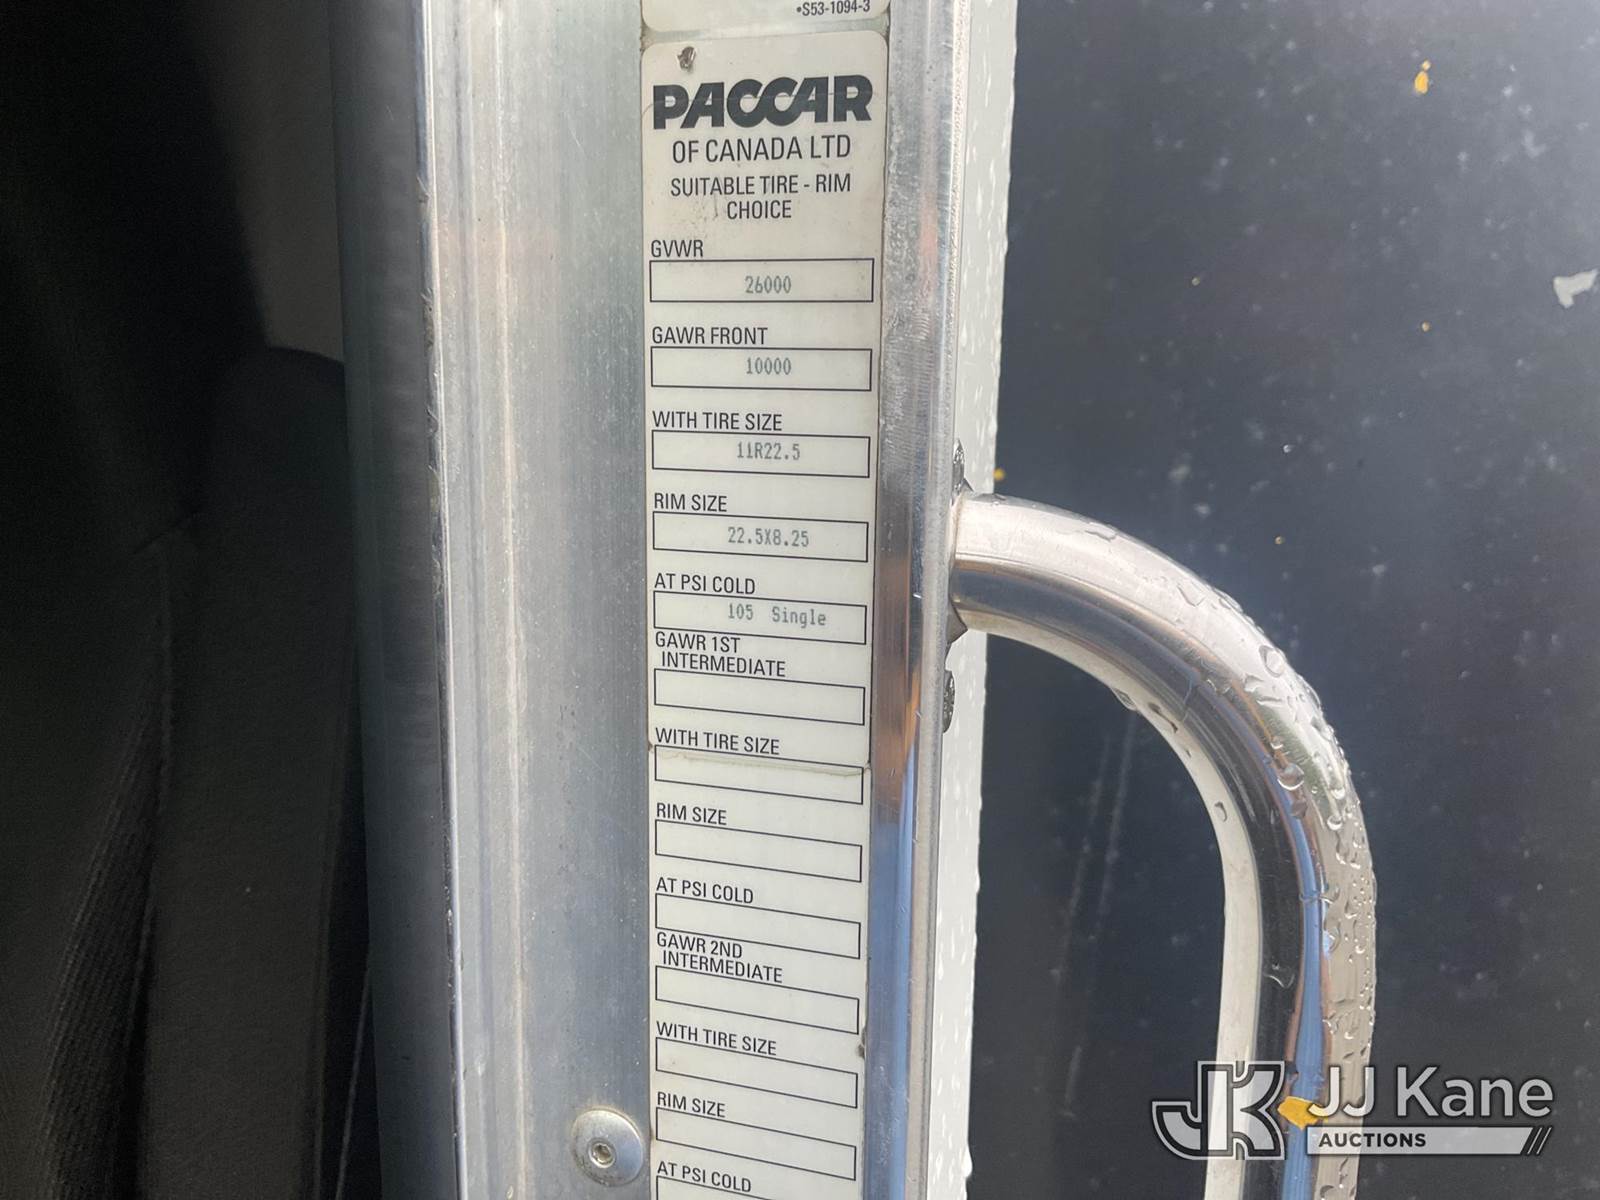 •S53-1094-3
PACCAR
OF CANADA LTD
SUITABLE TIRE - RIM
CHOICE
GVWR
26000
GAWR FRONT
10000
WITH TIRE SIZE
11R22.5
RIM SIZE
22.5X8.25
AT PSI COLD
105 Single
GAWR 1ST
INTERMEDIATE
WITH TIRE SIZE
RIM SIZE
AT PSI COLD
GAWR 2ND
INTERMEDIATE
WITH TIRE SIZE
RIM SIZE
AT PSI COLD
JK
JJ Kane
AUCTIONS